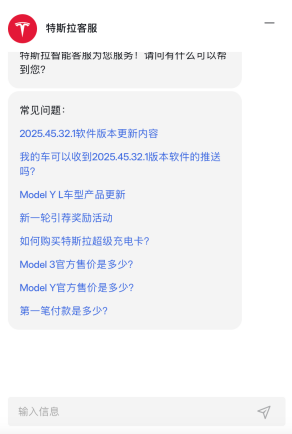 特斯拉客服
特斯拉智能客服为您服务！请问有什么可以帮
到您?
常见问题：
2025.45.32.1软件版本更新内容
我的车可以收到2025.45.32.1版本软件的推送
吗?
Model Y L车型产品更新
新一轮引荐奖励活动
如何购买特斯拉超级充电卡?
Model 3官方售价是多少?
Model Y官方售价是多少?
第一笔付款是多少?
输入信息